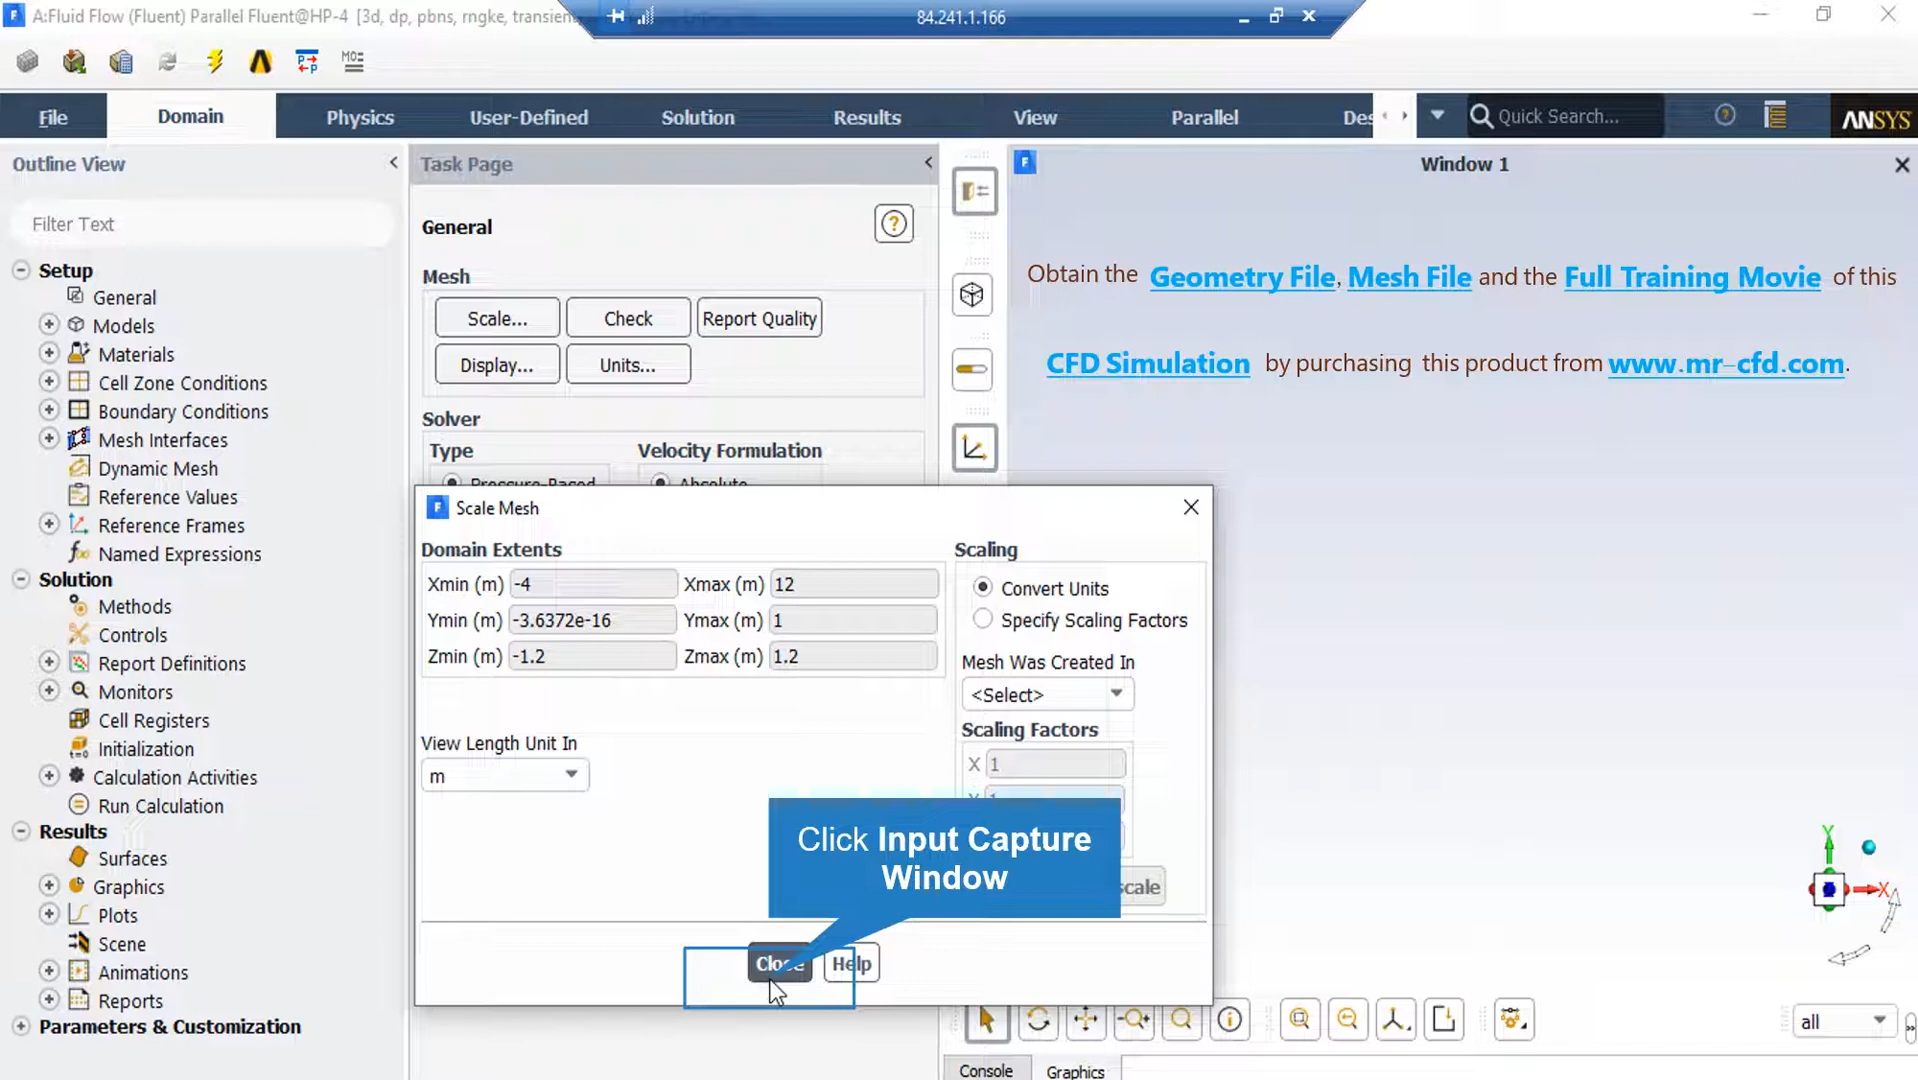 A:Fluid Flow (Fluent) Parallel Fluent@HP-4 [3d, dp, pbns, rngke, transient,
84.241.1.166
File
Domain
Physics
User-Defined
Solution
Results
View
Parallel
Des
Quick Search...
ANSYS
Outline View
Filter Text
Setup
General
Models
Materials
Cell Zone Conditions
Boundary Conditions
Mesh Interfaces
Dynamic Mesh
Reference Values
Reference Frames
Named Expressions
Solution
Methods
Controls
Report Definitions
Monitors
Cell Registers
Initialization
Calculation Activities
Run Calculation
Results
Surfaces
Graphics
Plots
Scene
Animations
Reports
Parameters & Customization
Task Page
General
Mesh
Scale... Check Report Quality
Display... Units...
Solver
Type Velocity Formulation
Pressure-Based Absolute
Scale Mesh
Domain Extents
Xmin (m) -4 Xmax (m) 12
Ymin (m) -3.6372e-16 Ymax (m) 1
Zmin (m) -1.2 Zmax (m) 1.2
View Length Unit In
m
Scaling
Convert Units
Specify Scaling Factors
Mesh Was Created In
<Select>
Scaling Factors
X 1
Click Input Capture
Window
scale
Close Help
Window 1
Obtain the Geometry File, Mesh File and the Full Training Movie of this
CFD Simulation by purchasing this product from www.mr-cfd.com.
Y
X
all
Console Graphics